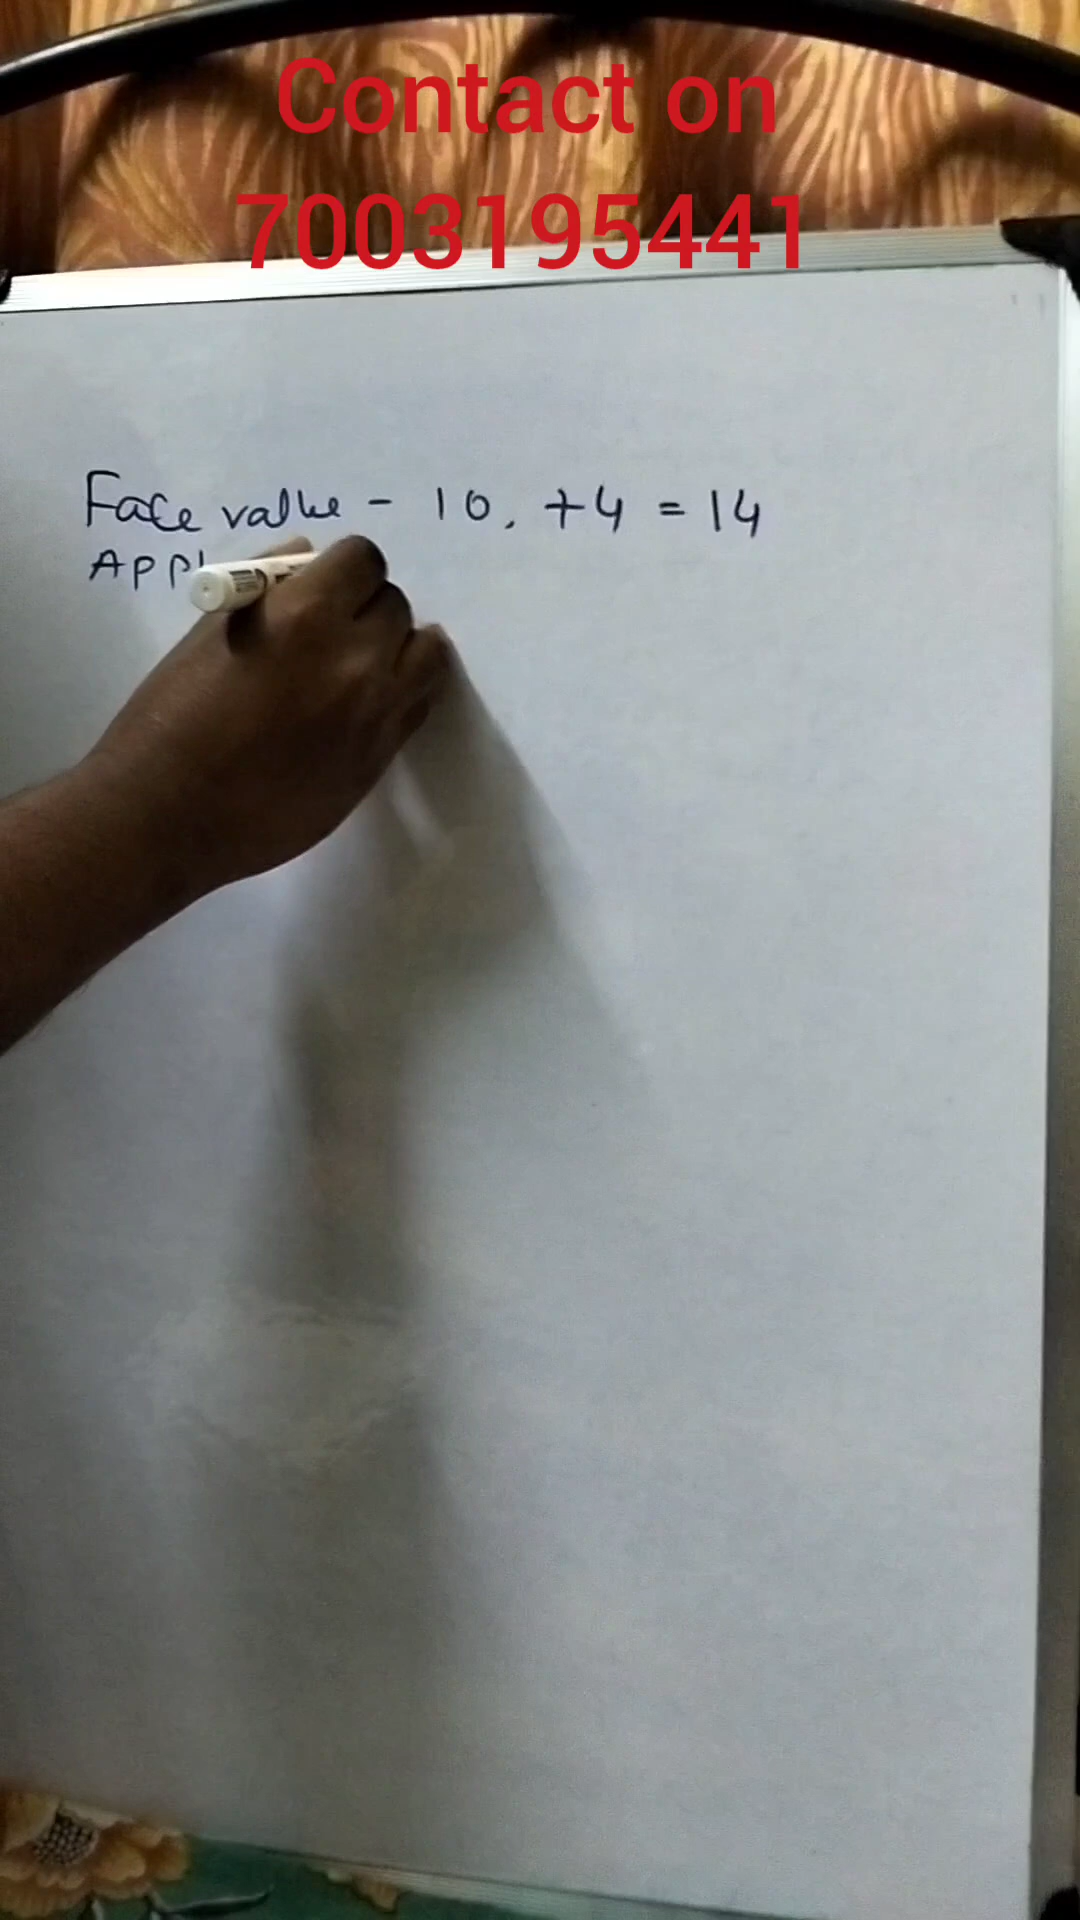 Contact on
7003195441
Face value - 10, +4 = 14